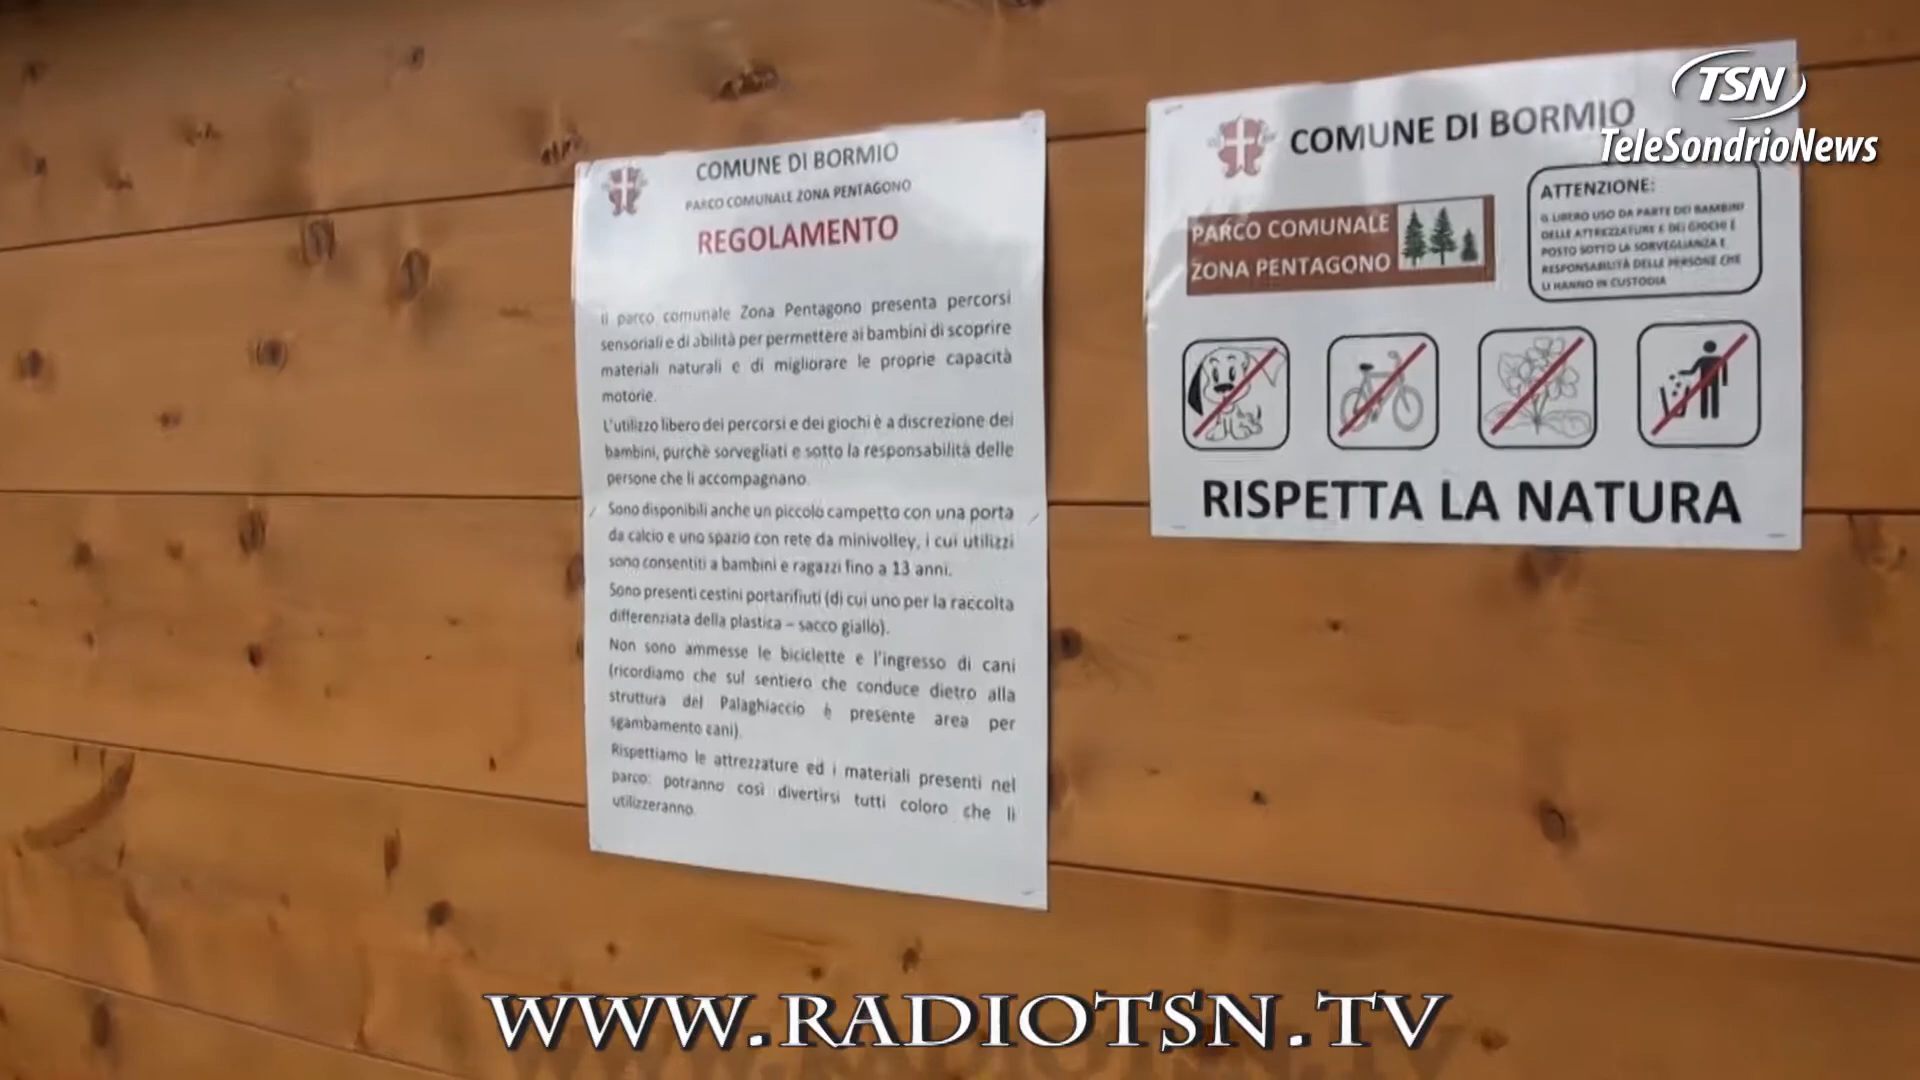 COMUNE DI BORMIO
PARCO COMUNALE ZONA PENTAGONO
REGOLAMENTO
Il parco comunale Zona Pentagono presenta percorsi
sensoriali e di abilità per permettere ai bambini di scoprire
materiali naturali e di migliorare le proprie capacità
motorie.
L'utilizzo libero dei percorsi e dei giochi è a discrezione dei
bambini, purchè sorvegliati e sotto la responsabilità delle
persone che li accompagnano.
Sono disponibili anche un piccolo campetto con una porta
da calcio e uno spazio con rete da minivolley, i cui utilizzi
sono consentiti a bambini e ragazzi fino a 13 anni.
Sono presenti cestini portarifiuti (di cui uno per la raccolta
differenziata della plastica – sacco giallo).
Non sono ammesse le biciclette e l'ingresso di cani
(ricordiamo che sul sentiero che conduce dietro alla
struttura del Palaghiaccio è presente area per
sgambamento cani).
Rispettiamo le attrezzature ed i materiali presenti nel
parco: potranno così divertirsi tutti coloro che li
utilizzeranno.
COMUNE DI BORMIO
PARCO COMUNALE
ZONA PENTAGONO
ATTENZIONE:
IL LIBERO USO DA PARTE DEI BAMBINI
DELLE ATTREZZATURE E DEI GIOCHI È
POSTO SOTTO LA SORVEGLIANZA E
RESPONSABILITÀ DELLE PERSONE CHE
LI HANNO IN CUSTODIA
RISPETTA LA NATURA
TSN
TeleSondrioNews
WWW.RADIOTSN.TV